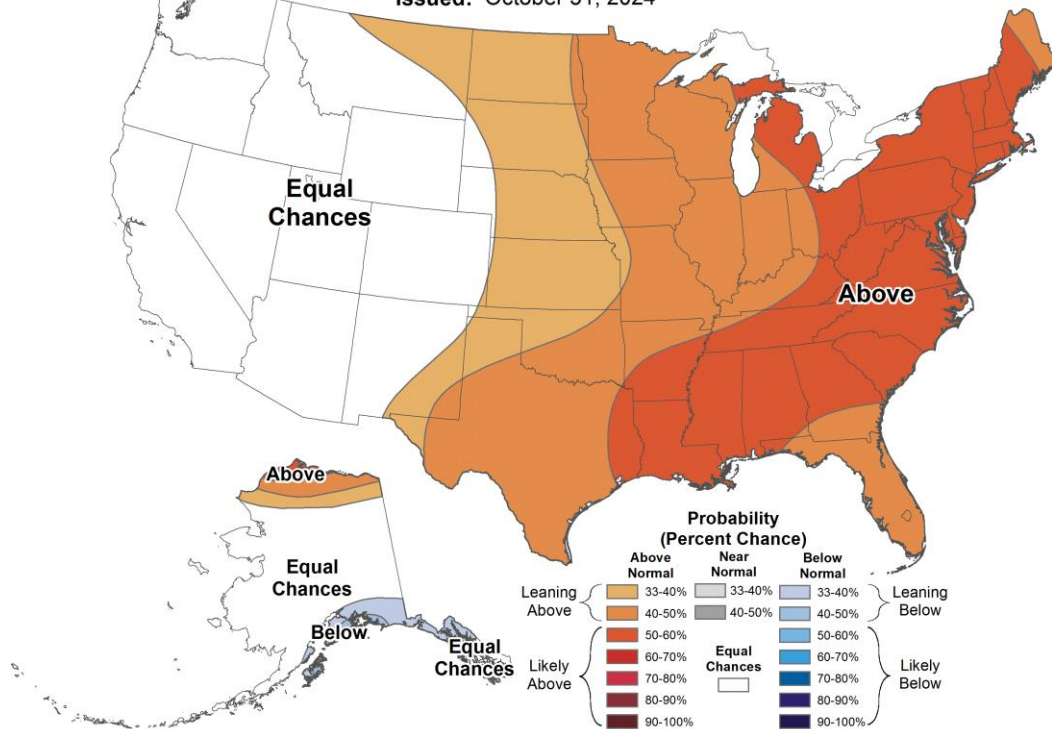 Issued: October 31, 2024
Equal
Chances
Above
Above
Equal
Chances
Below
Equal
Chances
Probability
(Percent Chance)
Above
Normal
Near
Normal
Below
Normal
Leaning
Above
33-40%
33-40%
33-40%
Leaning
Below
40-50%
40-50%
40-50%
Likely
Above
50-60%
60-70%
70-80%
80-90%
90-100%
Equal
Chances
50-60%
60-70%
70-80%
80-90%
90-100%
Likely
Below